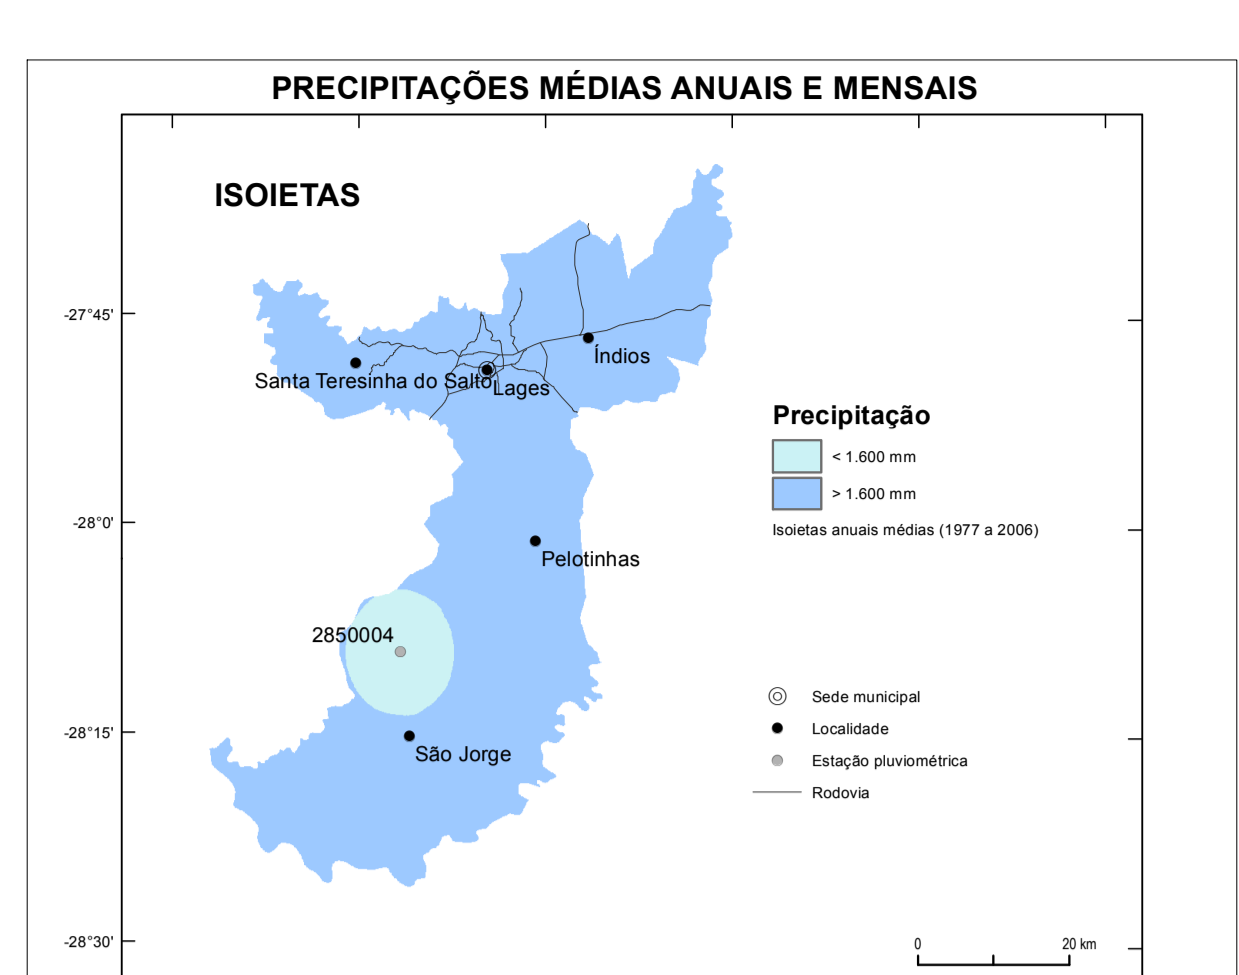 PRECIPITAÇÕES MÉDIAS ANUAIS E MENSAIS
ISOIETAS
-27°45'
Índios
Santa Teresinha do Salto
Lages
Precipitação
< 1.600 mm
> 1.600 mm
Isoietas anuais médias (1977 a 2006)
-28°0'
Pelotinhas
2850004
Sede municipal
Localidade
Estação pluviométrica
Rodovia
-28°15'
São Jorge
-28°30'
0 20 km